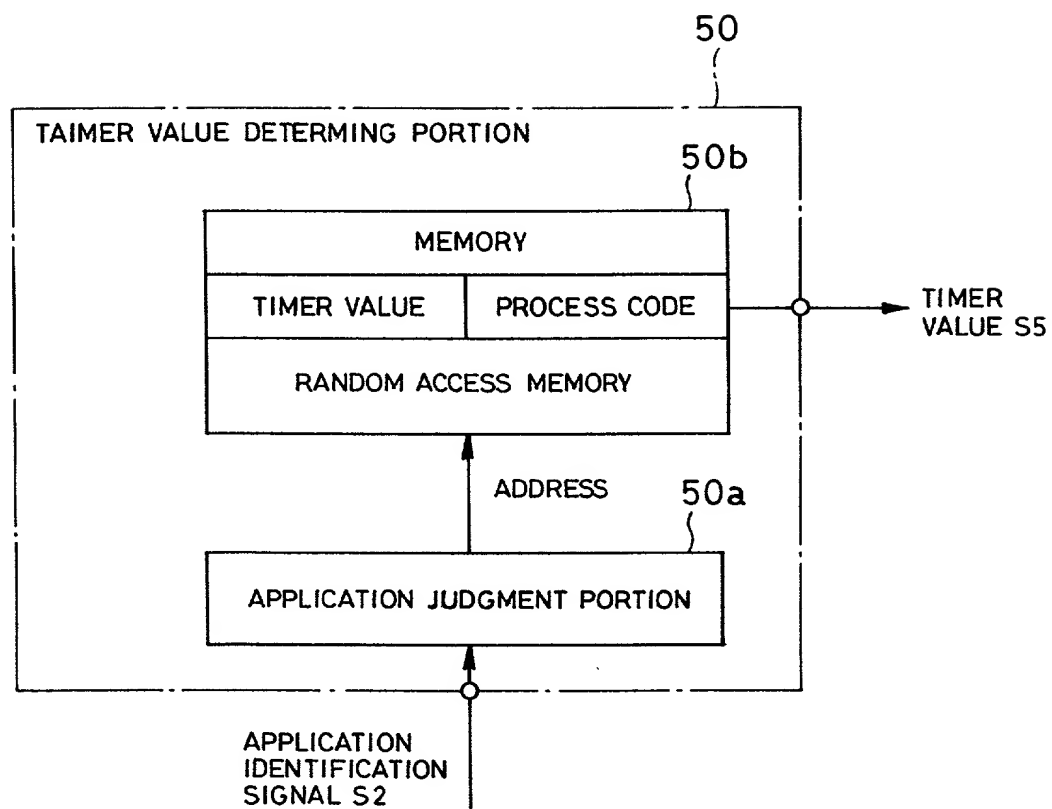 50
TAIMER VALUE DETERMING PORTION
50b
MEMORY
TIMER VALUE
PROCESS CODE
RANDOM ACCESS MEMORY
TIMER
VALUE S5
ADDRESS
50a
APPLICATION JUDGMENT PORTION
APPLICATION
IDENTIFICATION
SIGNAL S2